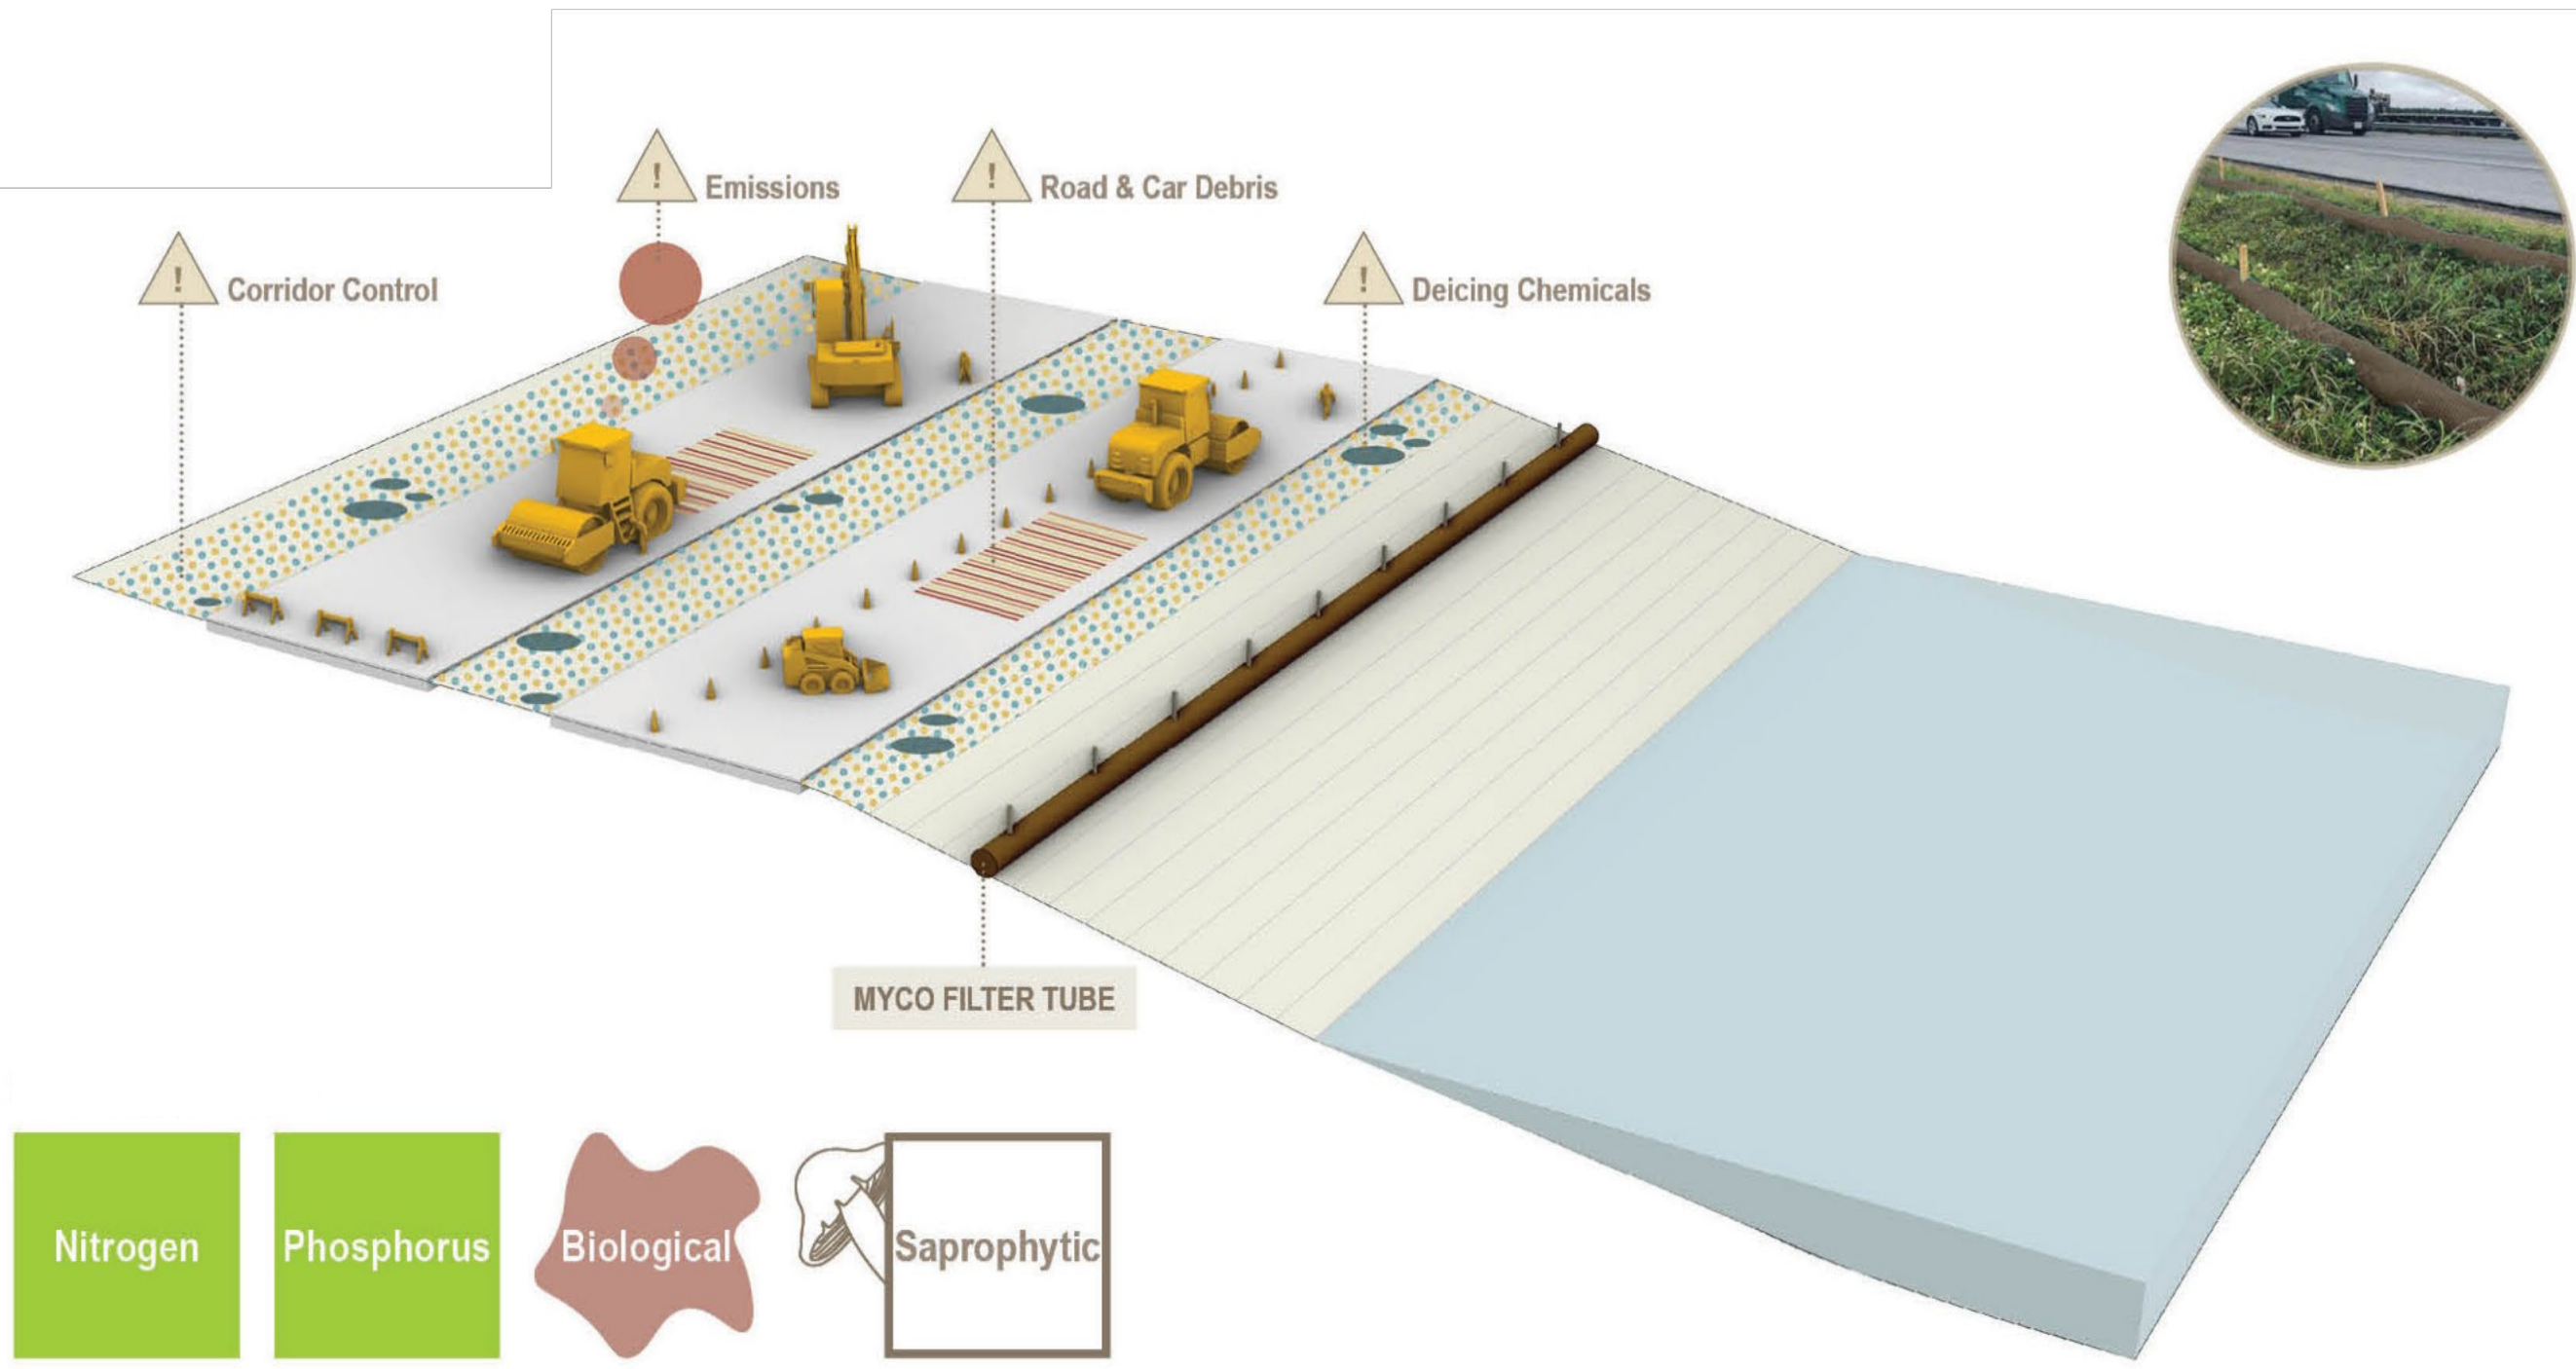 ! Emissions
! Road & Car Debris
! Corridor Control
! Deicing Chemicals
MYCO FILTER TUBE
Nitrogen
Phosphorus
Biological
Saprophytic